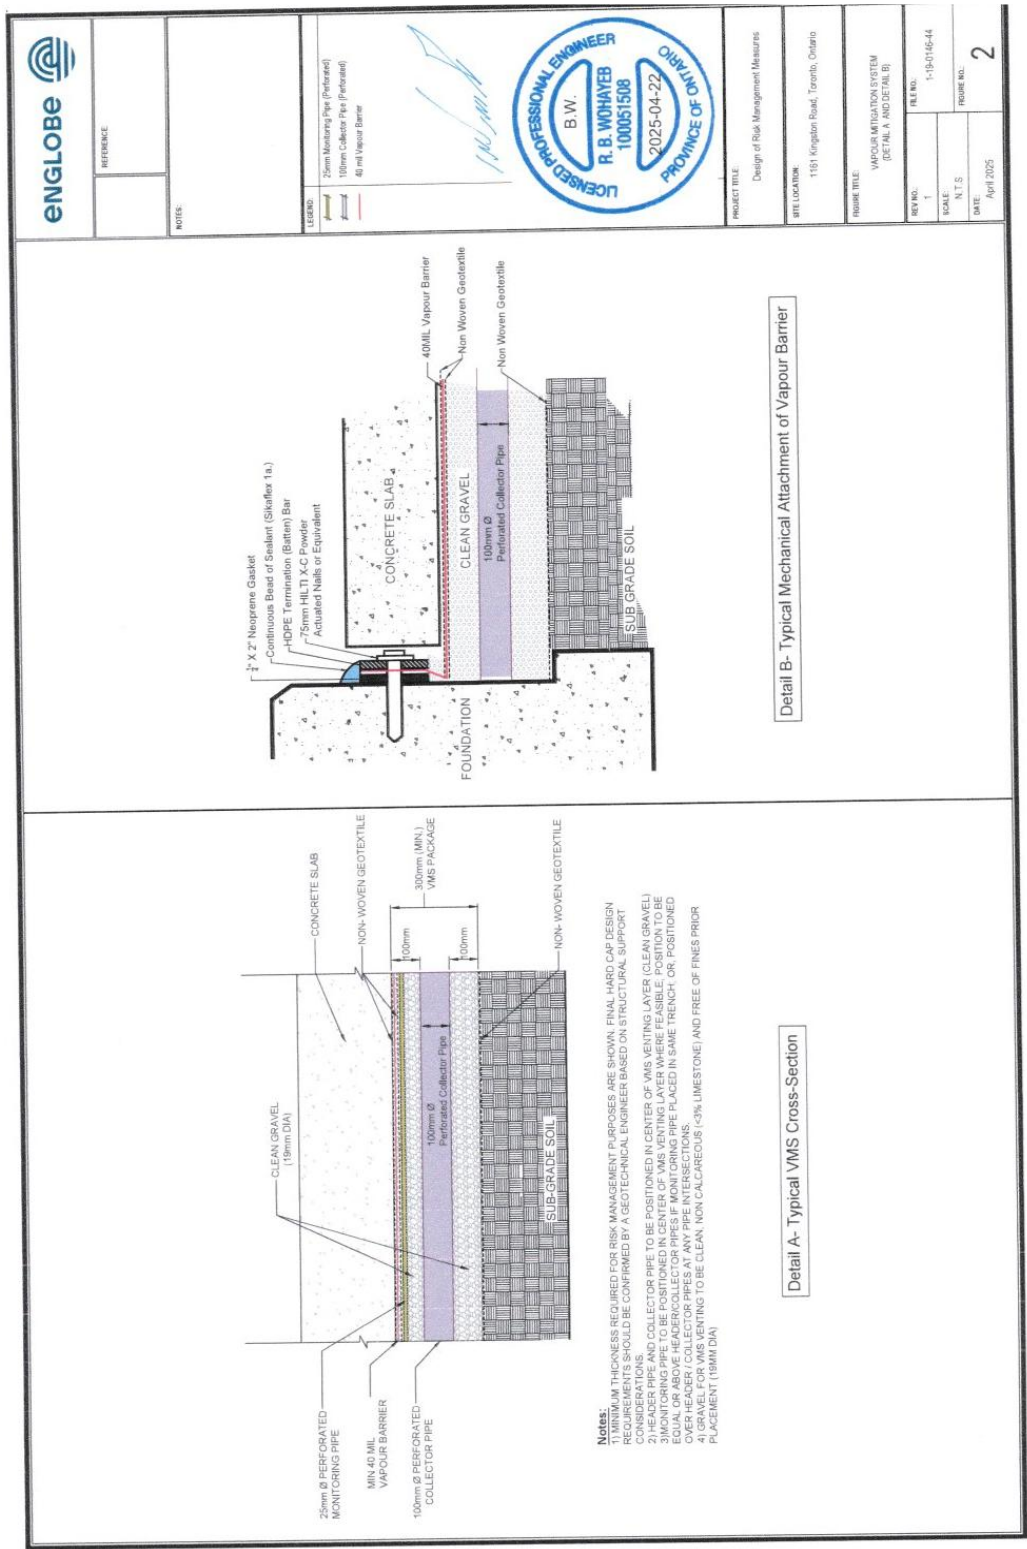 25mm Ø PERFORATED
MONITORING PIPE
MIN 40 MIL
VAPOUR BARRIER
100mm Ø PERFORATED
COLLECTOR PIPE
CLEAN GRAVEL
(19mm DIA)
CONCRETE SLAB
NON- WOVEN GEOTEXTILE
100mm
300mm (MIN.)
VMS PACKAGE
100mm
100mm Ø
Perforated Collector Pipe
SUB-GRADE SOIL
NON- WOVEN GEOTEXTILE
Notes:
1) MINIMUM THICKNESS REQUIRED FOR RISK MANAGEMENT PURPOSES ARE SHOWN. FINAL HARD CAP DESIGN
REQUIREMENTS SHOULD BE CONFIRMED BY A GEOTECHNICAL ENGINEER BASED ON STRUCTURAL SUPPORT
CONSIDERATIONS.
2) HEADER PIPE AND COLLECTOR PIPE TO BE POSITIONED IN CENTER OF VMS VENTING LAYER (CLEAN GRAVEL)
3)MONITORING PIPE TO BE POSITIONED IN CENTER OF VMS VENTING LAYER WHERE FEASIBLE. POSITION TO BE
EQUAL OR ABOVE HEADER/COLLECTOR PIPES IF MONITORING PIPE PLACED IN SAME TRENCH, OR, POSITIONED
OVER HEADER / COLLECTOR PIPES AT ANY PIPE INTERSECTIONS.
4) GRAVEL FOR VMS VENTING TO BE CLEAN, NON CALCAREOUS (<3% LIMESTONE) AND FREE OF FINES PRIOR
PLACEMENT (19MM DIA)
Detail A- Typical VMS Cross-Section
1" X 2" Neoprene Gasket
Continuous Bead of Sealant (Sikaflex 1a.)
HDPE Termination (Batten) Bar
75mm HILTI X-C Powder
Actuated Nails or Equivalent
CONCRETE SLAB
40MIL Vapour Barrier
Non Woven Geotextile
Non Woven Geotextile
FOUNDATION
CLEAN GRAVEL
100mm Ø
Perforated Collector Pipe
SUB GRADE SOIL
Detail B- Typical Mechanical Attachment of Vapour Barrier
eNGLOBE
REFERENCE
NOTES:
LEGEND:
25mm Monitoring Pipe (Perforated)
100mm Collector Pipe (Perforated)
40 mil Vapour Barrier
LICENSED PROFESSIONAL ENGINEER
B.W.
R. B. WOHAYEB
100051508
2025-04-22
PROVINCE OF ONTARIO
PROJECT TITLE:
Design of Risk Management Measures
SITE LOCATION:
1151 Kingston Road, Toronto, Ontario
FIGURE TITLE:
VAPOUR MITIGATION SYSTEM
(DETAIL A AND DETAIL B)
REV NO.
1
FILE NO.:
1-19-0146-44
SCALE:
N.T.S
DATE:
April 2025
FIGURE NO.:
2